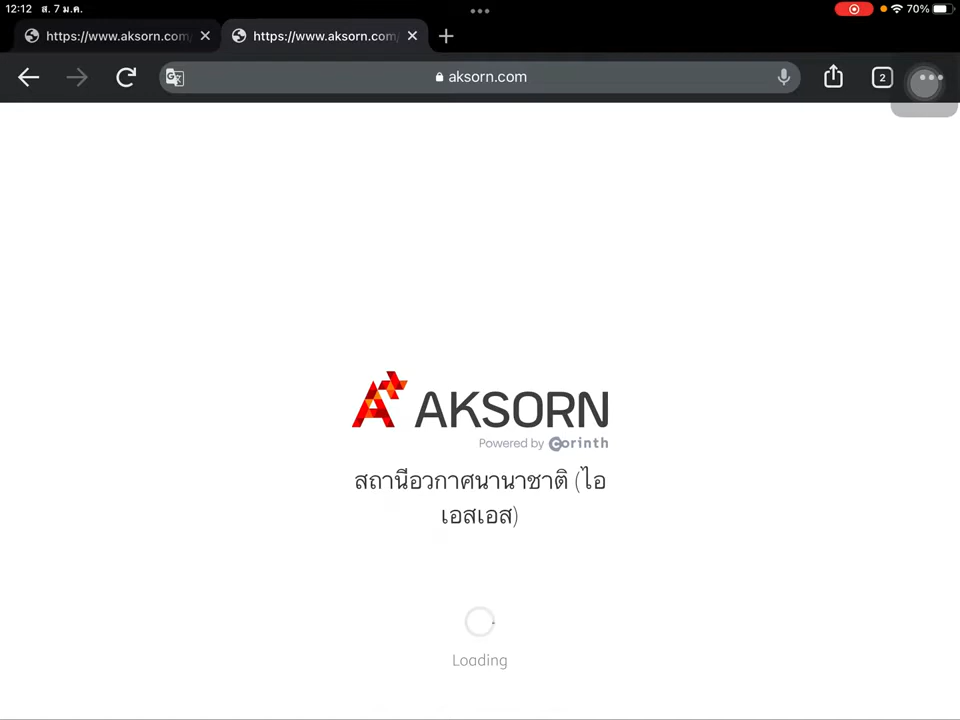 12:12 ส. 7 ม.ค.
70%
https://www.aksorn.com/
https://www.aksorn.com/
aksorn.com
2
AKSORN
Powered by corinth
สถานีอวกาศนานาชาติ (ไอ
เอสเอส)
Loading